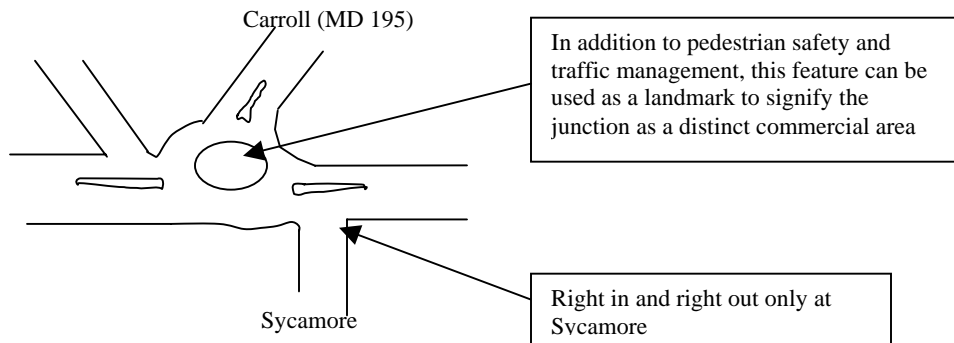 Carroll (MD 195)
In addition to pedestrian safety and
traffic management, this feature can be
used as a landmark to signify the
junction as a distinct commercial area
Right in and right out only at
Sycamore
Sycamore